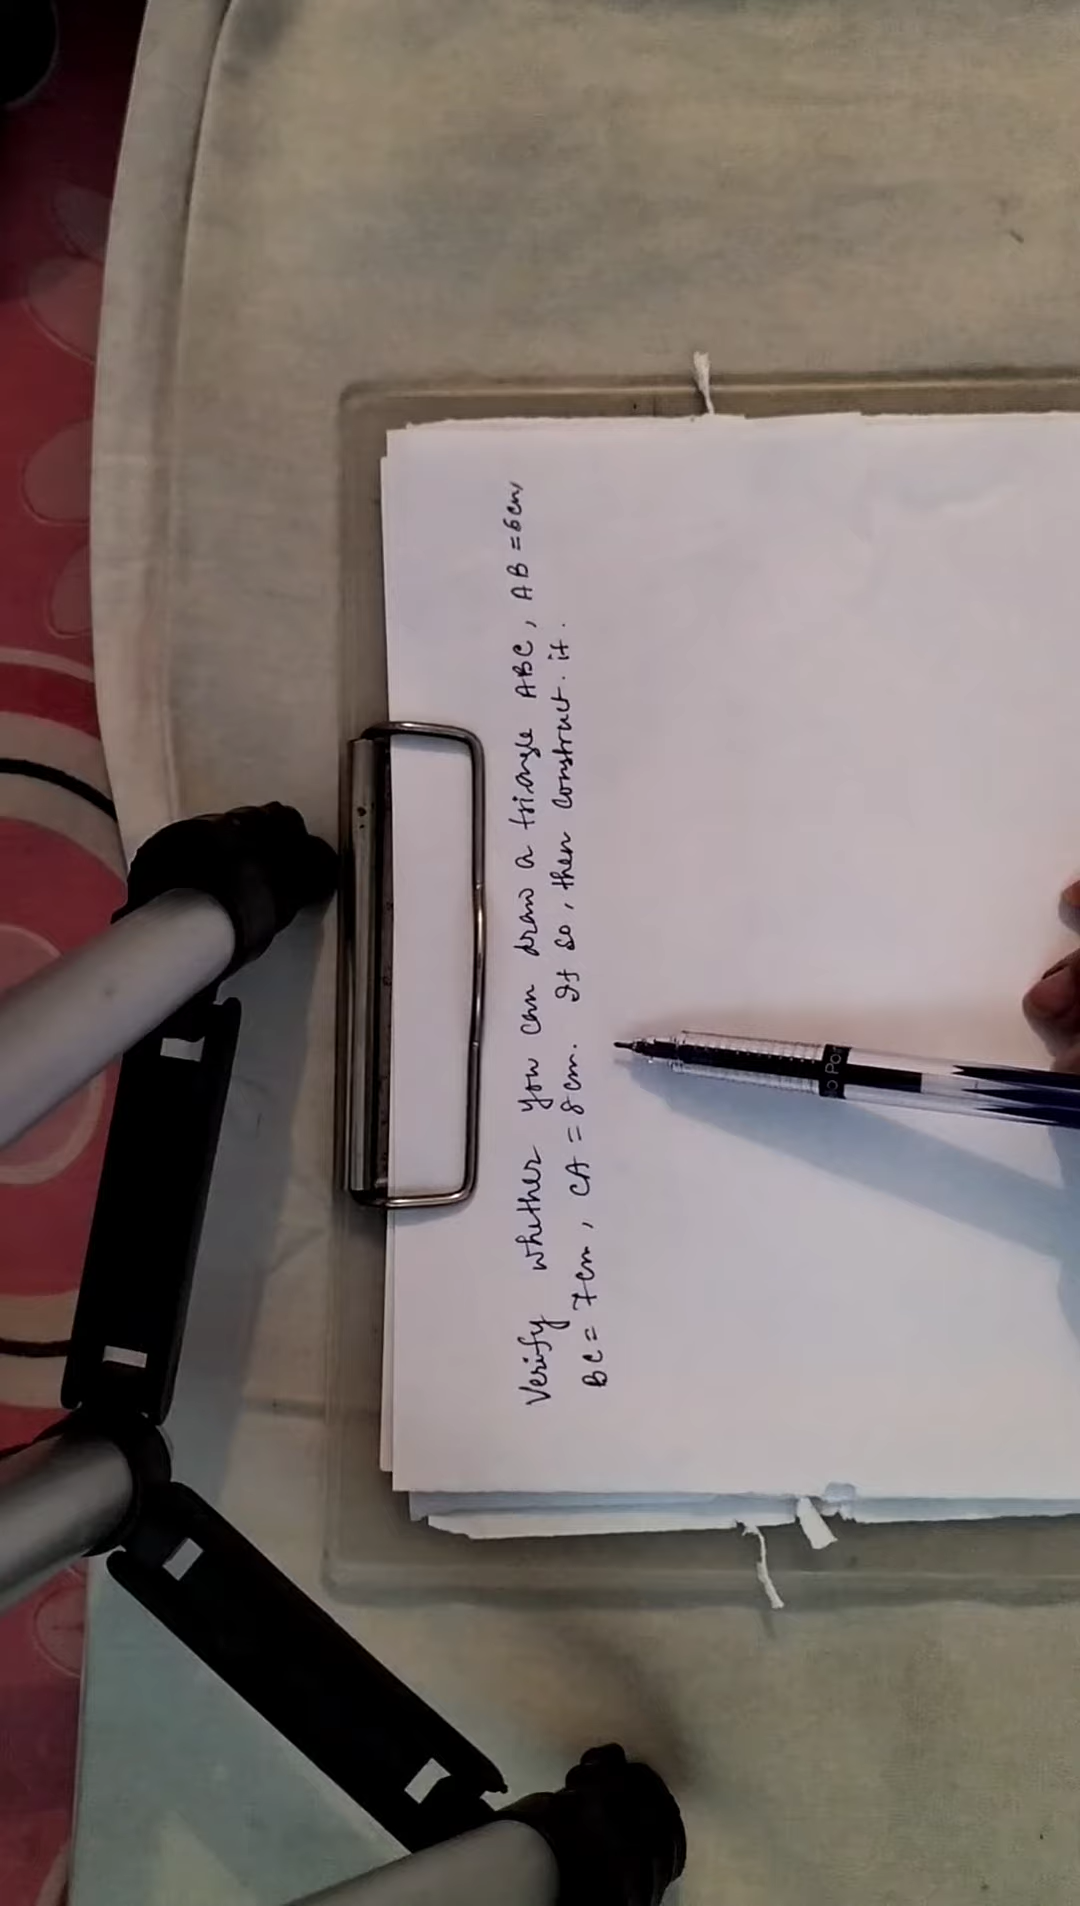 Verify whether you can draw a triangle ABC, AB = 6cm,
BC = 7cm, CA = 8cm. If so, then construct. it.